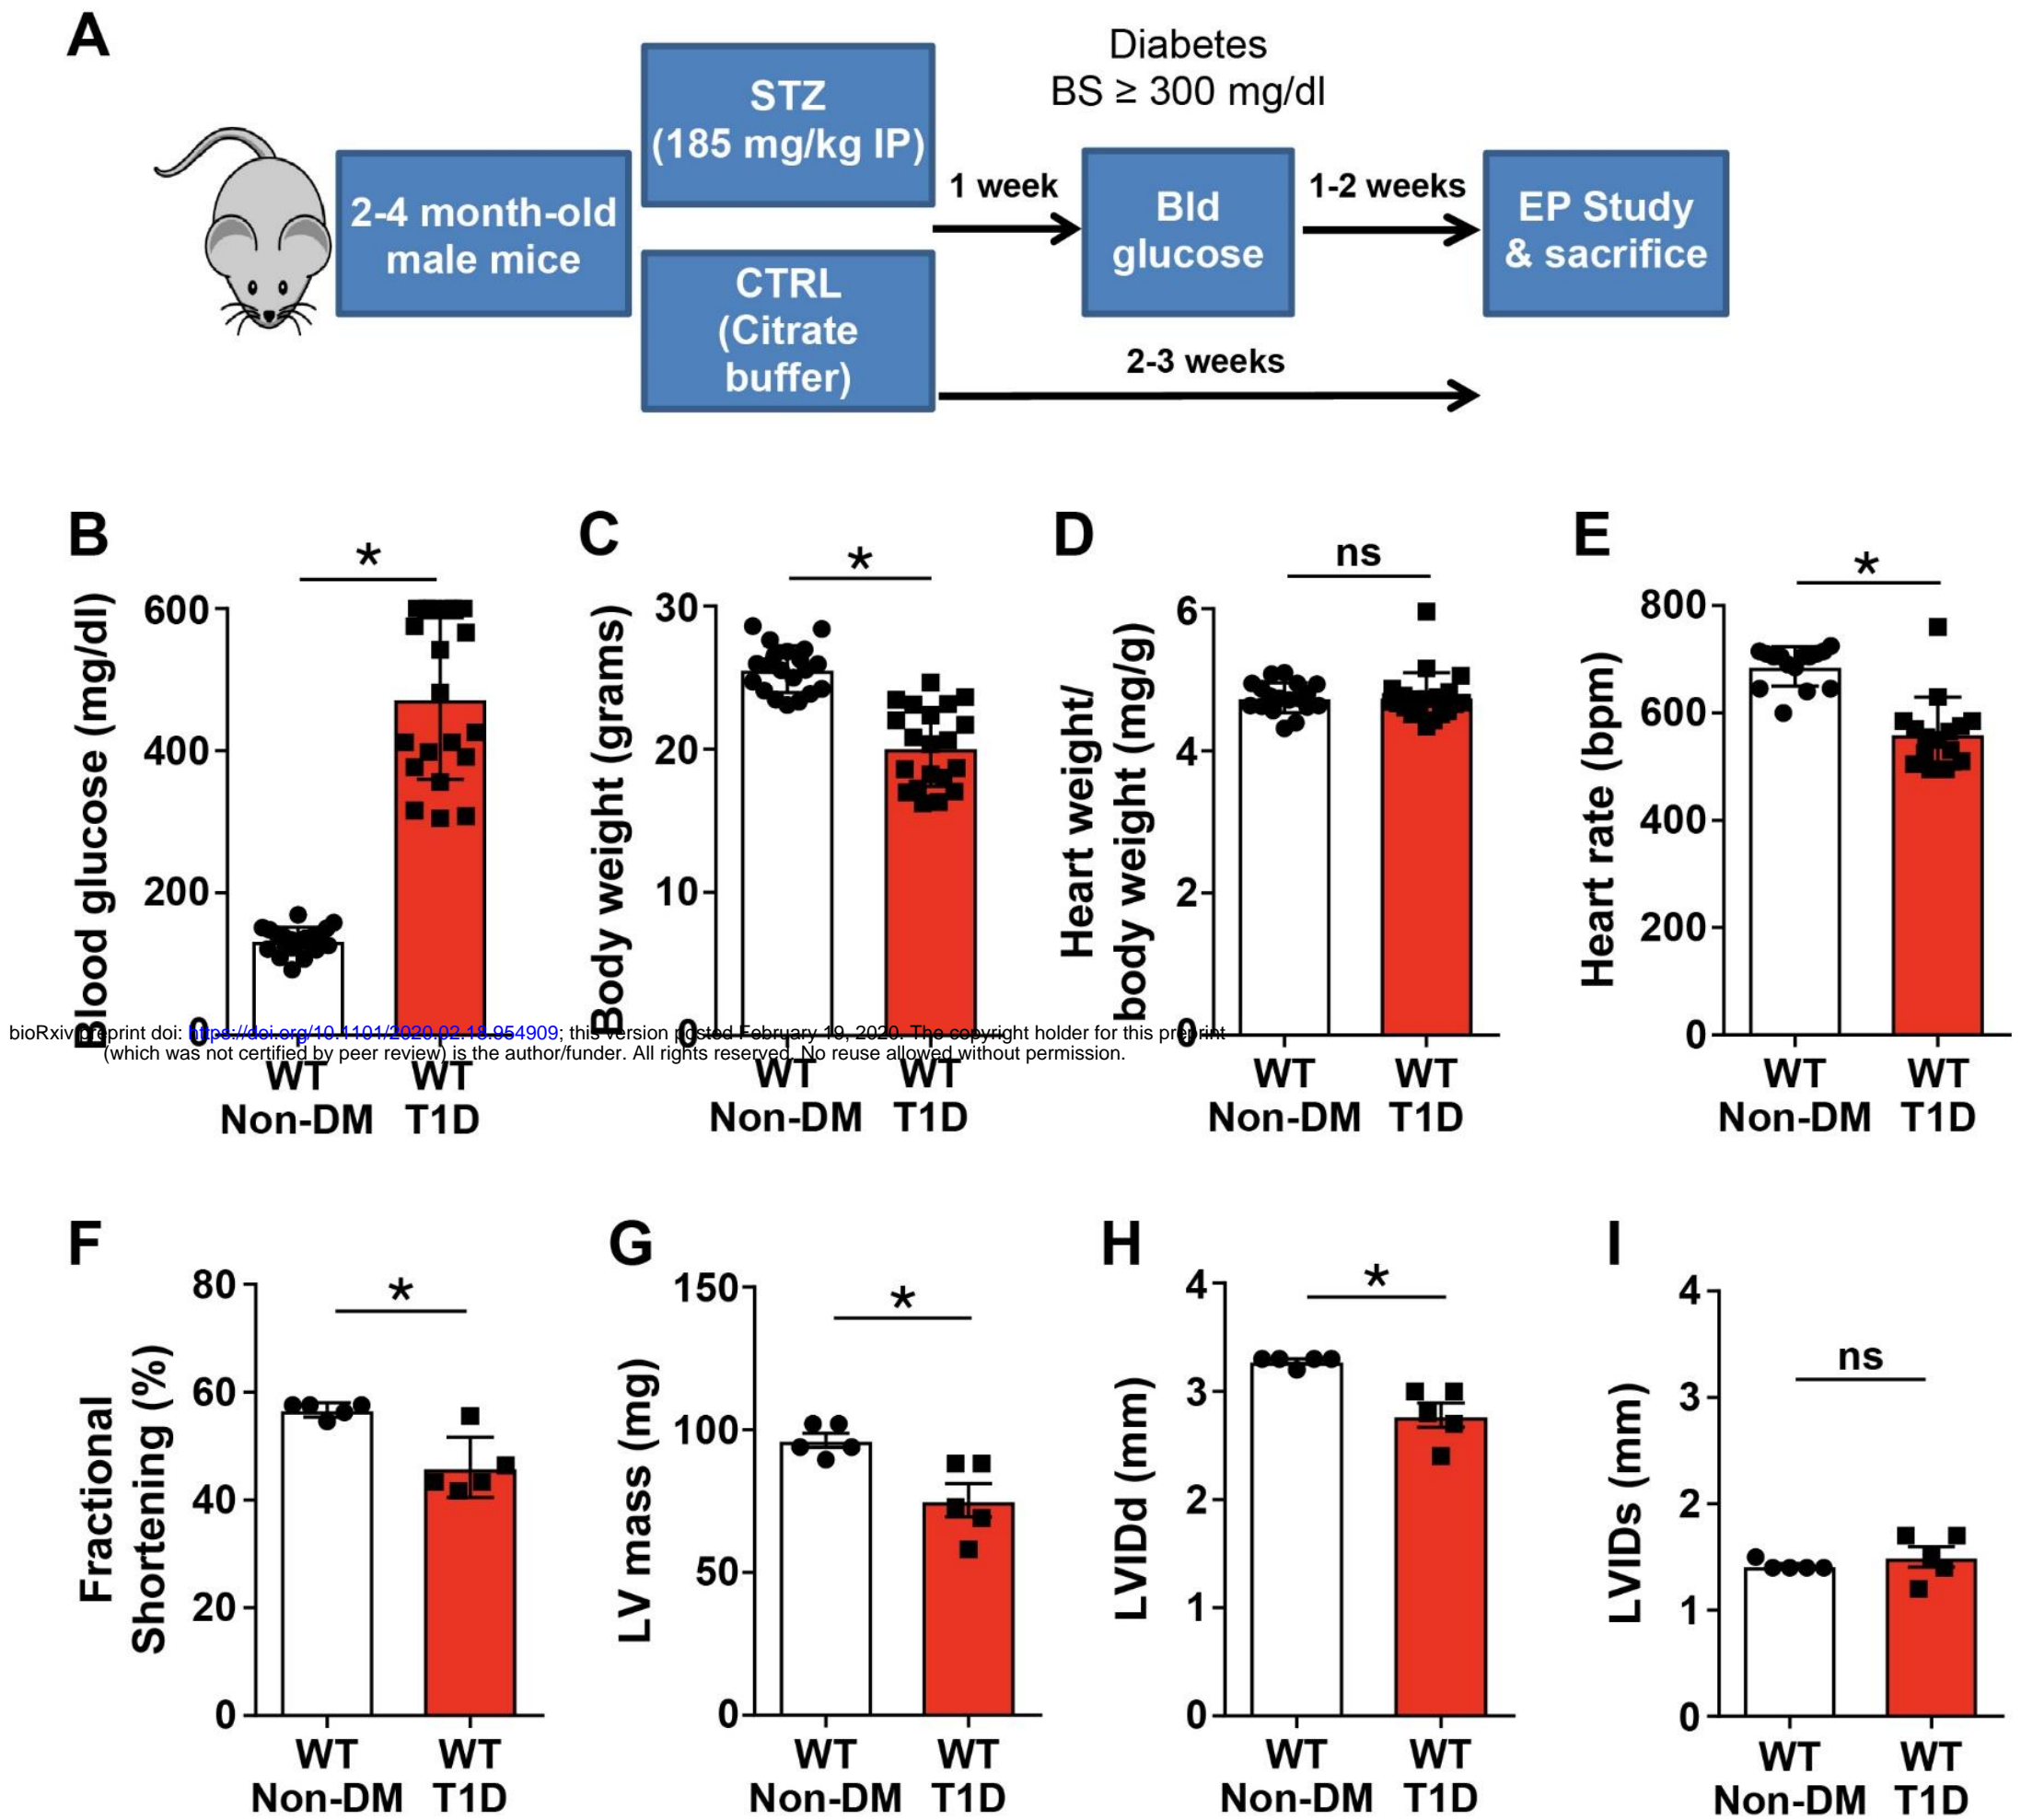 A
Diabetes
BS ≥ 300 mg/dl
STZ
(185 mg/kg IP)
2-4 month-old
male mice
1 week
Bld
glucose
1-2 weeks
EP Study
& sacrifice
CTRL
(Citrate
buffer)
2-3 weeks
B
*
Blood glucose (mg/dl)
600
400
200
0
WT
Non-DM
WT
T1D
C
*
Body weight (grams)
30
20
10
0
WT
Non-DM
WT
T1D
D
ns
Heart weight/
body weight (mg/g)
6
4
2
0
WT
Non-DM
WT
T1D
E
*
Heart rate (bpm)
800
600
400
200
0
WT
Non-DM
WT
T1D
bioRxiv preprint doi: https://doi.org/10.1101/2020.02.18.954909; this version posted February 19, 2020. The copyright holder for this preprint
(which was not certified by peer review) is the author/funder. All rights reserved. No reuse allowed without permission.
F
*
Fractional
Shortening (%)
80
60
40
20
0
WT
Non-DM
WT
T1D
G
*
LV mass (mg)
150
100
50
0
WT
Non-DM
WT
T1D
H
*
LVIDd (mm)
4
3
2
1
0
WT
Non-DM
WT
T1D
I
ns
LVIDs (mm)
4
3
2
1
0
WT
Non-DM
WT
T1D